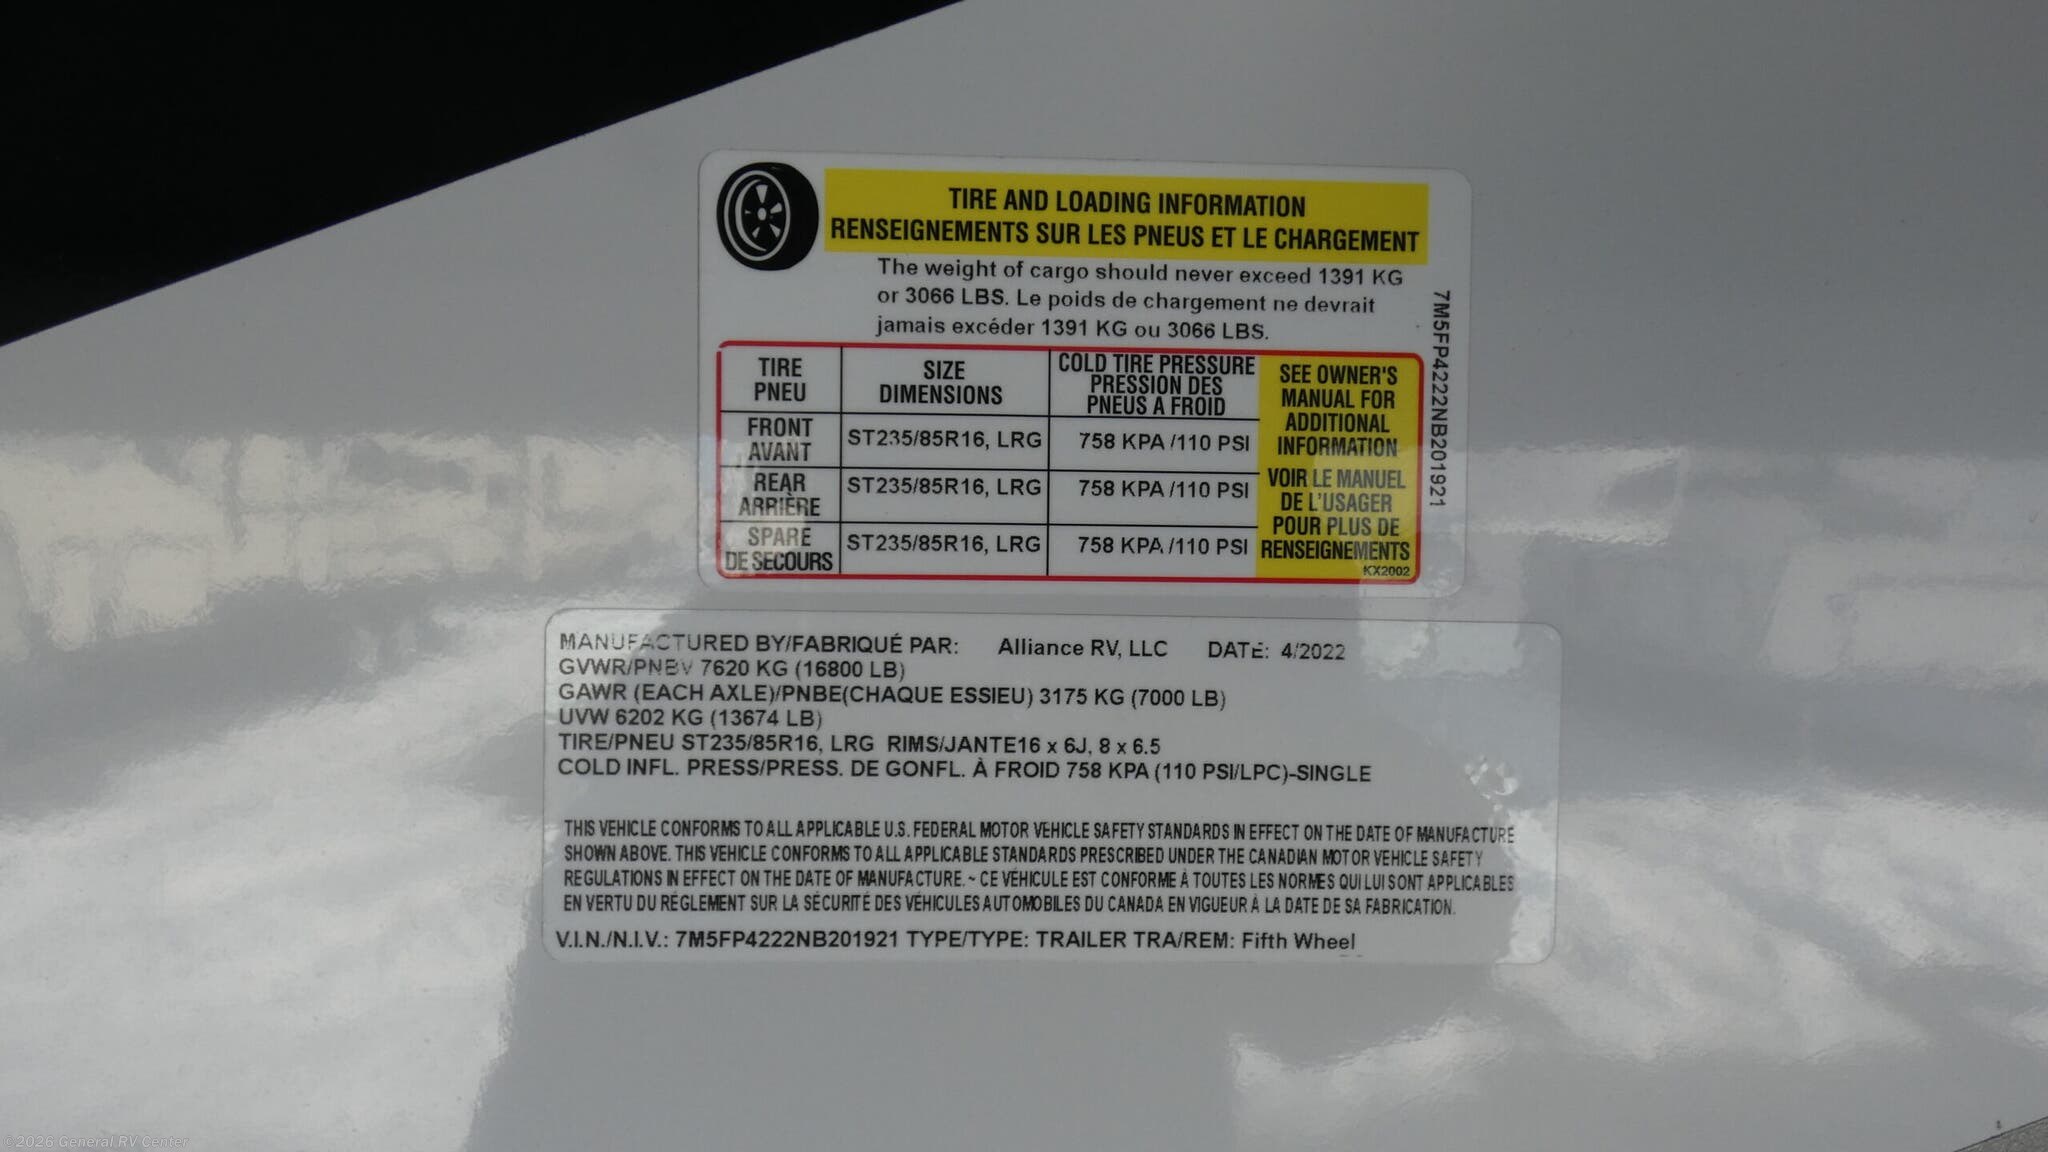 TIRE AND LOADING INFORMATION
RENSEIGNEMENTS SUR LES PNEUS ET LE CHARGEMENT
The weight of cargo should never exceed 1391 KG
or 3066 LBS. Le poids de chargement ne devrait
jamais excéder 1391 KG ou 3066 LBS.
7M5FP4222NB201921
TIRE
PNEU
SIZE
DIMENSIONS
COLD TIRE PRESSURE
PRESSION DES
PNEUS A FROID
FRONT
AVANT
ST235/85R16, LRG
758 KPA /110 PSI
REAR
ARRIÈRE
ST235/85R16, LRG
758 KPA /110 PSI
SPARE
DE SECOURS
ST235/85R16, LRG
758 KPA /110 PSI
SEE OWNER'S
MANUAL FOR
ADDITIONAL
INFORMATION
VOIR LE MANUEL
DE L'USAGER
POUR PLUS DE
RENSEIGNEMENTS
KX2002
MANUFACTURED BY/FABRIQUÉ PAR: Alliance RV, LLC DATE: 4/2022
GVWR/PNBV 7620 KG (16800 LB)
GAWR (EACH AXLE)/PNBE(CHAQUE ESSIEU) 3175 KG (7000 LB)
UVW 6202 KG (13674 LB)
TIRE/PNEU ST235/85R16, LRG RIMS/JANTE16 x 6J, 8 x 6.5
COLD INFL. PRESS/PRESS. DE GONFL. À FROID 758 KPA (110 PSI/LPC)-SINGLE
THIS VEHICLE CONFORMS TO ALL APPLICABLE U.S. FEDERAL MOTOR VEHICLE SAFETY STANDARDS IN EFFECT ON THE DATE OF MANUFACTURE
SHOWN ABOVE. THIS VEHICLE CONFORMS TO ALL APPLICABLE STANDARDS PRESCRIBED UNDER THE CANADIAN MOTOR VEHICLE SAFETY
REGULATIONS IN EFFECT ON THE DATE OF MANUFACTURE. ~ CE VÉHICULE EST CONFORME À TOUTES LES NORMES QUI LUI SONT APPLICABLES
EN VERTU DU RÉGLEMENT SUR LA SÉCURITÉ DES VÉHICULES AUTOMOBILES DU CANADA EN VIGUEUR À LA DATE DE SA FABRICATION.
V.I.N./N.I.V.: 7M5FP4222NB201921 TYPE/TYPE: TRAILER TRA/REM: Fifth Wheel
©2026 General RV Center